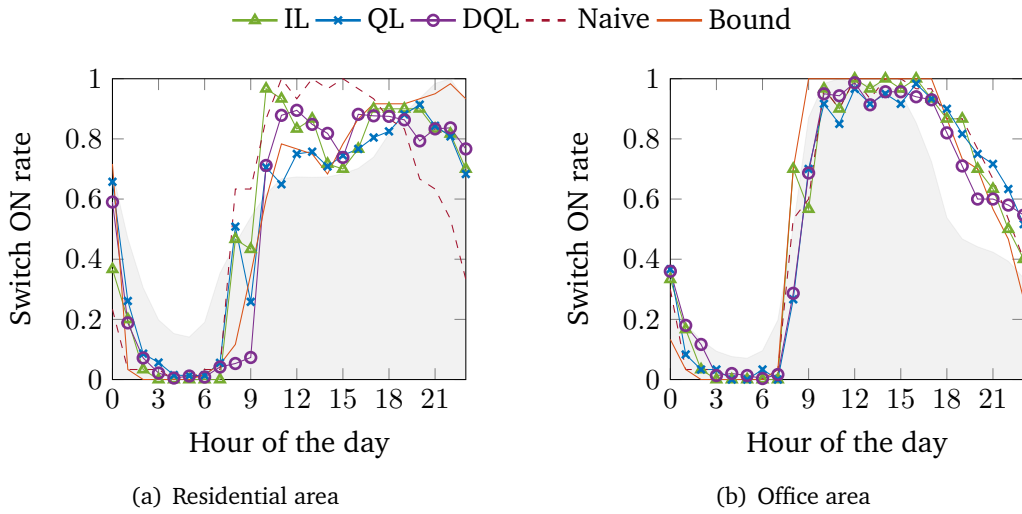 IL QL DQL Naive Bound
1
0.8
0.6
0.4
0.2
0
0 3 6 9 12 15 18 21
Switch ON rate
Hour of the day
(a) Residential area
1
0.8
0.6
0.4
0.2
0
0 3 6 9 12 15 18 21
Switch ON rate
Hour of the day
(b) Office area